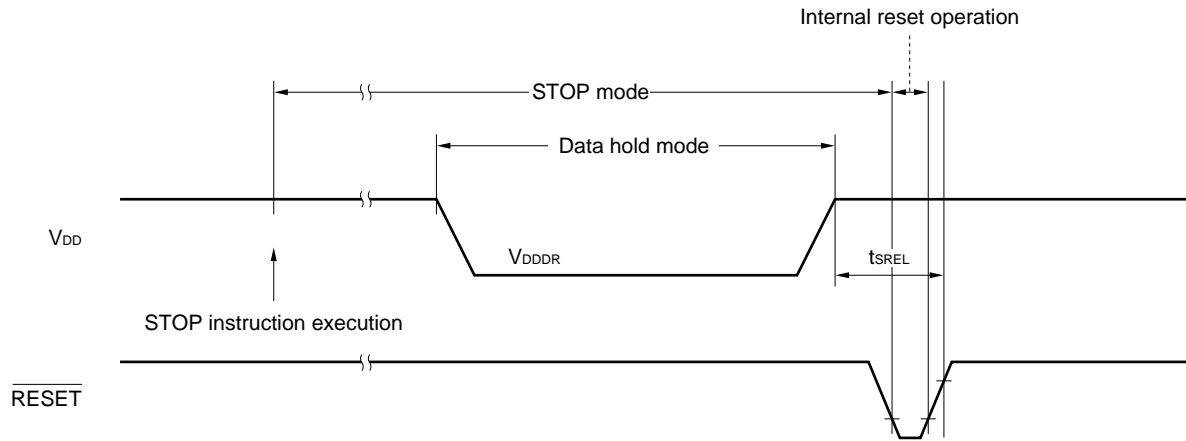 Internal reset operation
STOP mode
Data hold mode
VDD
VDDDR
tSREL
STOP instruction execution
RESET